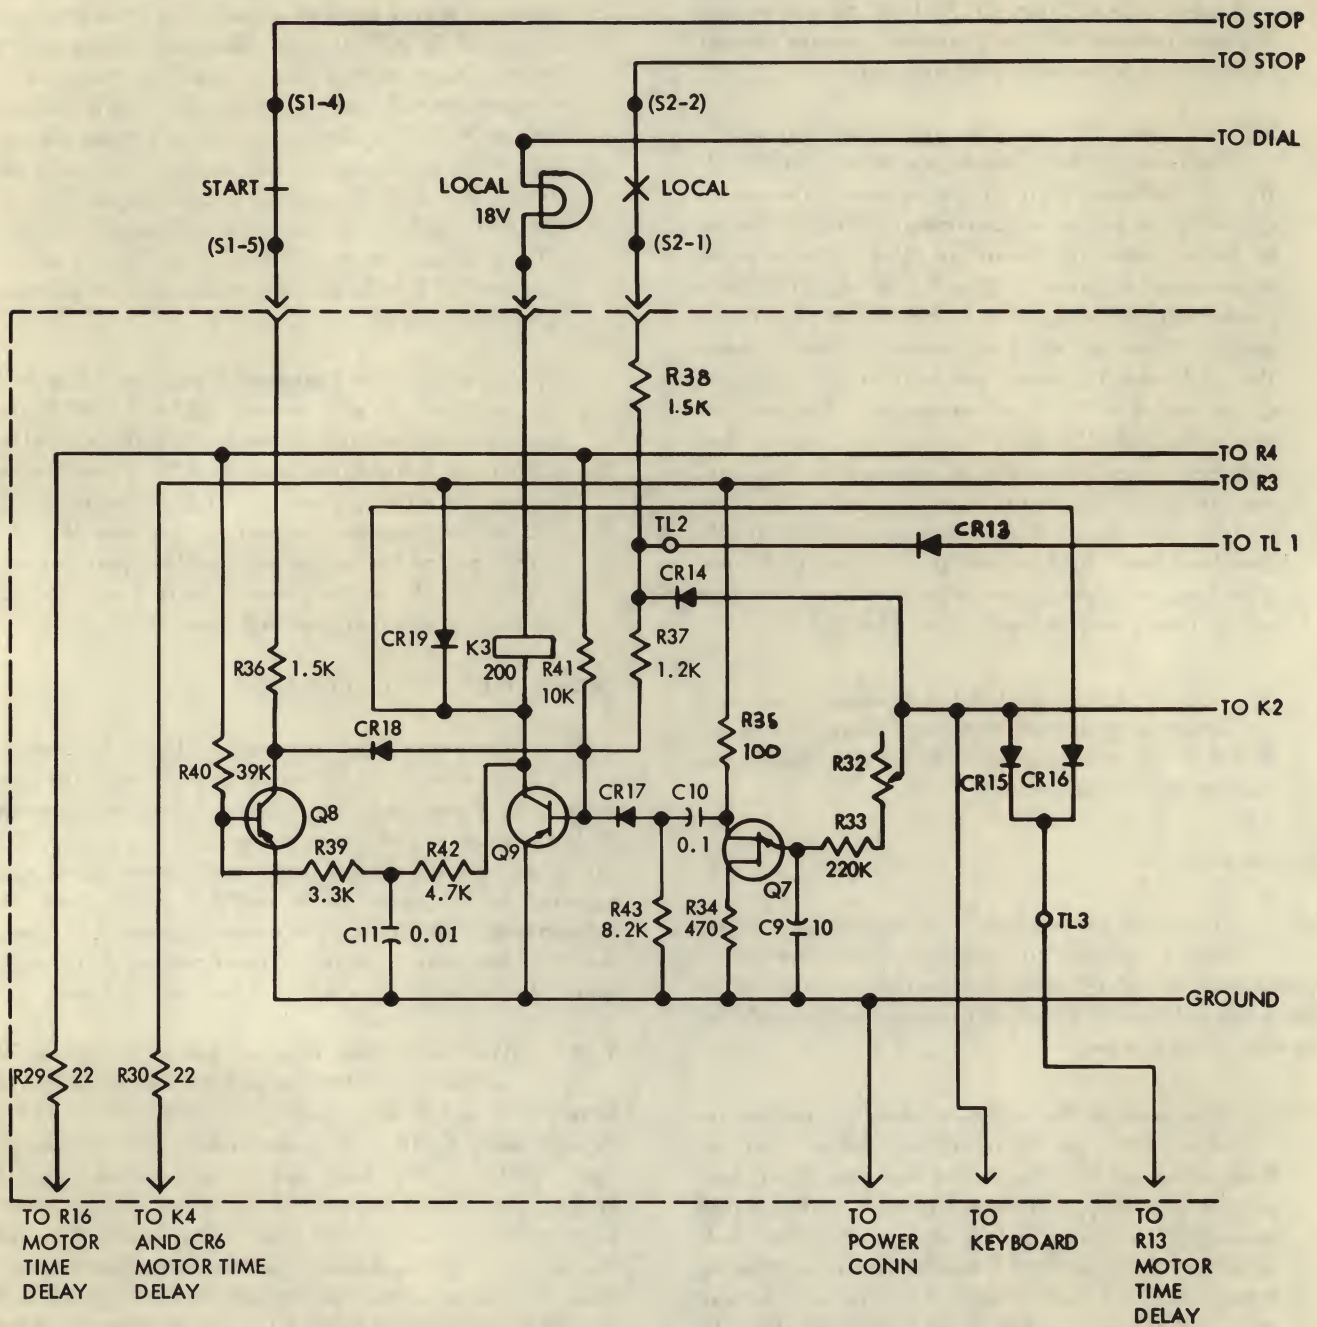 TO STOP
TO STOP
(S1-4)
(S2-2)
TO DIAL
START
LOCAL
18V
LOCAL
(S1-5)
(S2-1)
R38
1.5K
TO R4
TO R3
TL2
CR13
TO TL 1
CR14
CR19
K3
200
R41
10K
R37
1.2K
R36
1.5K
TO K2
CR18
R35
100
R32
CR15
CR16
R40
39K
Q8
CR17
C10
0.1
R33
220K
Q9
R39
3.3K
R42
4.7K
Q7
R43
8.2K
R34
470
C9
10
TL3
C11
0.01
GROUND
R29
22
R30
22
TO R16
MOTOR
TIME
DELAY
TO K4
AND CR6
MOTOR TIME
DELAY
TO
POWER
CONN
TO
KEYBOARD
TO
R13
MOTOR
TIME
DELAY